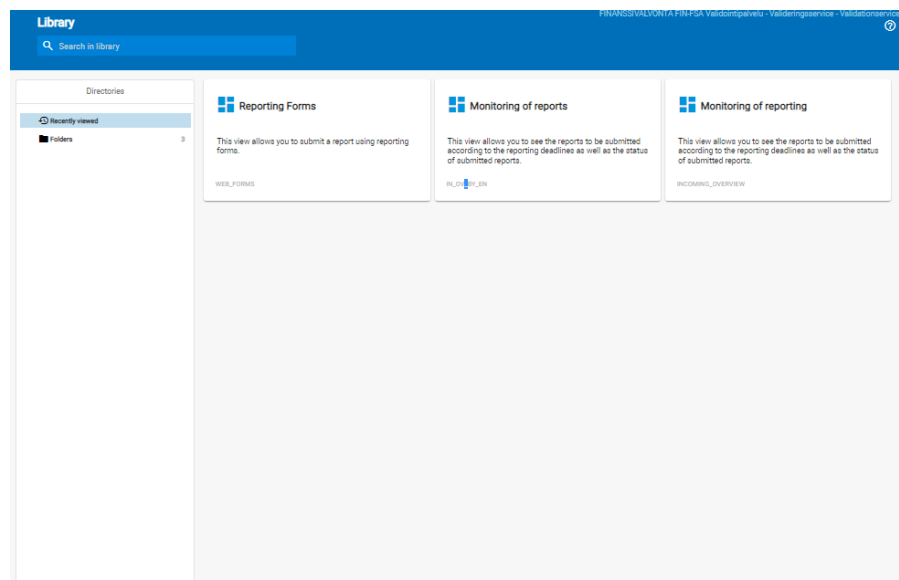 FINANSSIVALVONTA FIN-FSA Validointipalvelu - Valideringsservice - Validationservice
Library
Search in library
Directories
Recently viewed
Folders 3
Reporting Forms
This view allows you to submit a report using reporting
forms.
WEB_FORMS
Monitoring of reports
This view allows you to see the reports to be submitted
according to the reporting deadlines as well as the status
of submitted reports.
Monitoring of reporting
This view allows you to see the reports to be submitted
according to the reporting deadlines as well as the status
of submitted reports.
INCOMING_OVERVIEW